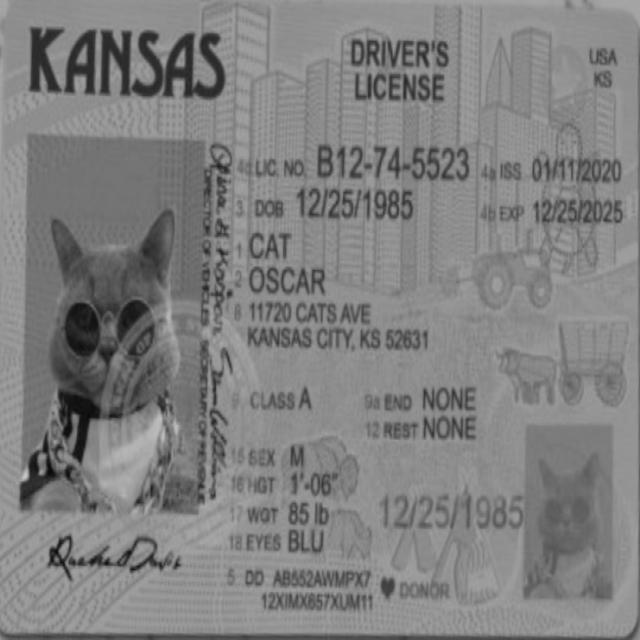 KANSAS
DRIVER'S
LICENSE
USA
KS
4d LIC. NO. B12-74-5523
4a ISS 01/11/2020
3 DOB 12/25/1985
4b EXP 12/25/2025
1 CAT
2 OSCAR
8 11720 CATS AVE
KANSAS CITY, KS 52631
9 CLASS A
9a END NONE
12 REST NONE
15 SEX M
16 HGT 1'-06"
17 WGT 85 lb
18 EYES BLU
12/25/1985
5 DD AB552AWMPX7
12XIMX657XUM11
DONOR
DIRECTOR OF VEHICLES